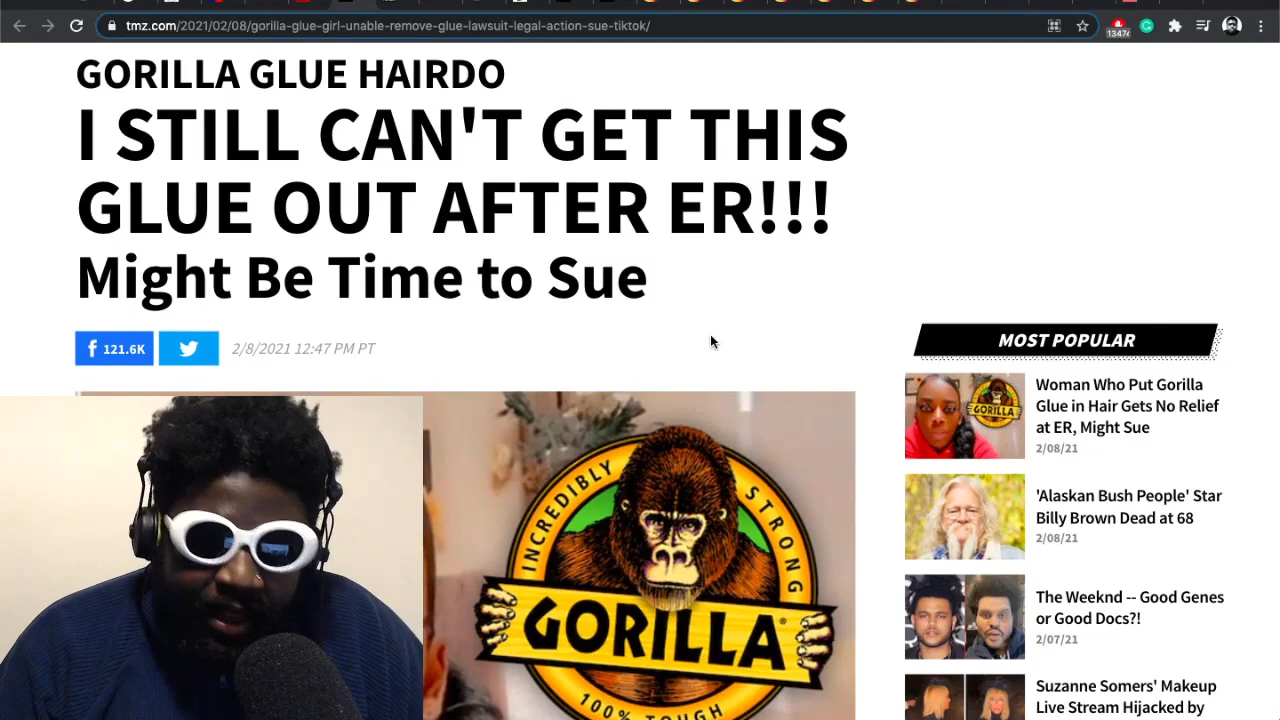 tmz.com/2021/02/08/gorilla-glue-girl-unable-remove-glue-lawsuit-legal-action-sue-tiktok/
1347
GORILLA GLUE HAIRDO
I STILL CAN'T GET THIS
GLUE OUT AFTER ER!!!
Might Be Time to Sue
f 121.6K
2/8/2021 12:47 PM PT
MOST POPULAR
GORILLA
Woman Who Put Gorilla
Glue in Hair Gets No Relief
at ER, Might Sue
2/08/21
'Alaskan Bush People' Star
Billy Brown Dead at 68
2/08/21
The Weeknd -- Good Genes
or Good Docs?!
2/07/21
Suzanne Somers' Makeup
Live Stream Hijacked by
INCREDIBLY STRONG
GORILLA®
100% TOUGH